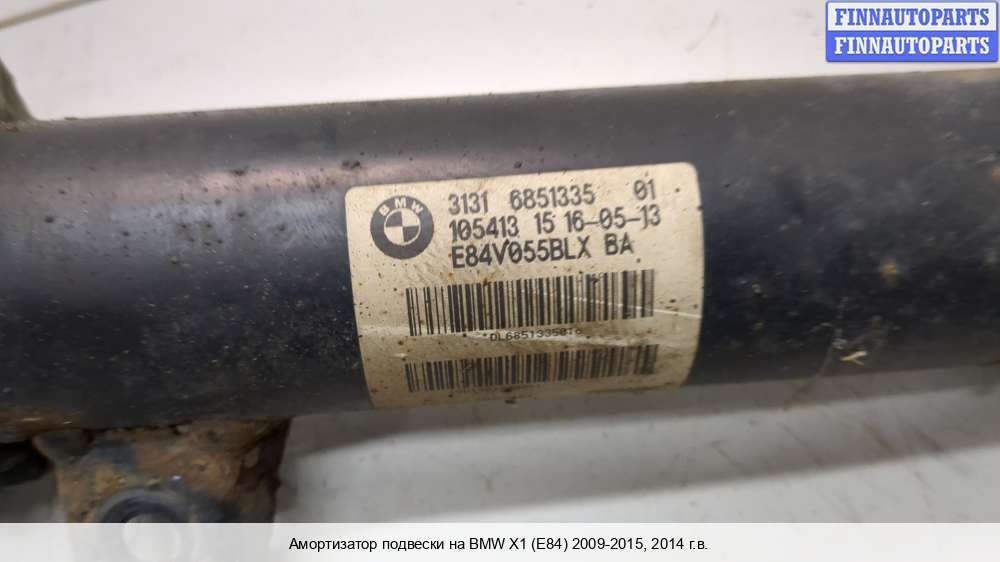 FINNAUTOPARTS
FINNAUTOPARTS
BMW
3131 6851335 01
105413 15 16-05-13
E84V055BLX BA
Амортизатор подвески на BMW X1 (E84) 2009-2015, 2014 г.в.